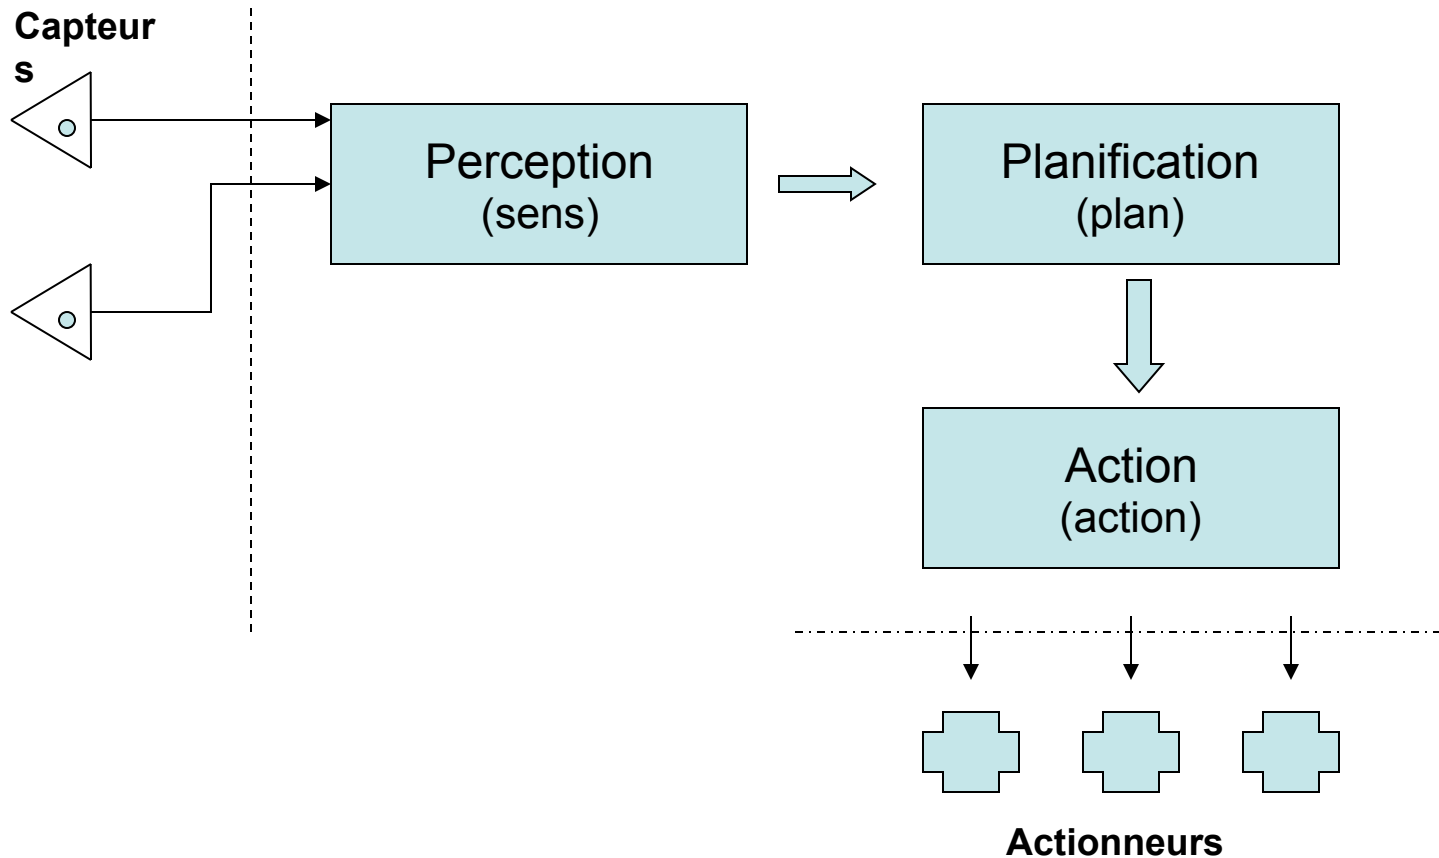 Capteur
s
Perception
(sens)
Planification
(plan)
Action
(action)
Actionneurs